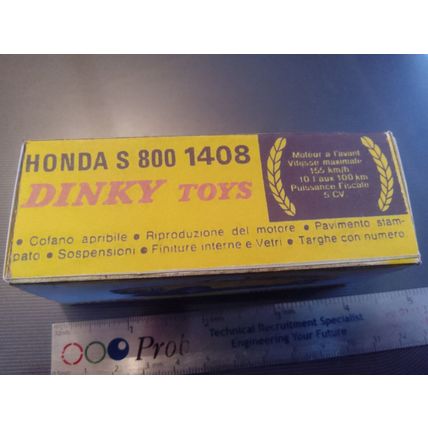 HONDA S 800 1408
DINKY TOYS
Moteur a l'avant
Vitesse maximale
155 km/h
10 l aux 100 km
Puissance Fiscale
5 CV.
• Cofano apribile • Riproduzione del motore • Pavimento stam-
pato • Sospensioni • Finiture interne e Vetri • Targhe con numero
Prob
Technical Recruitment Specialist
Engineering Your Future